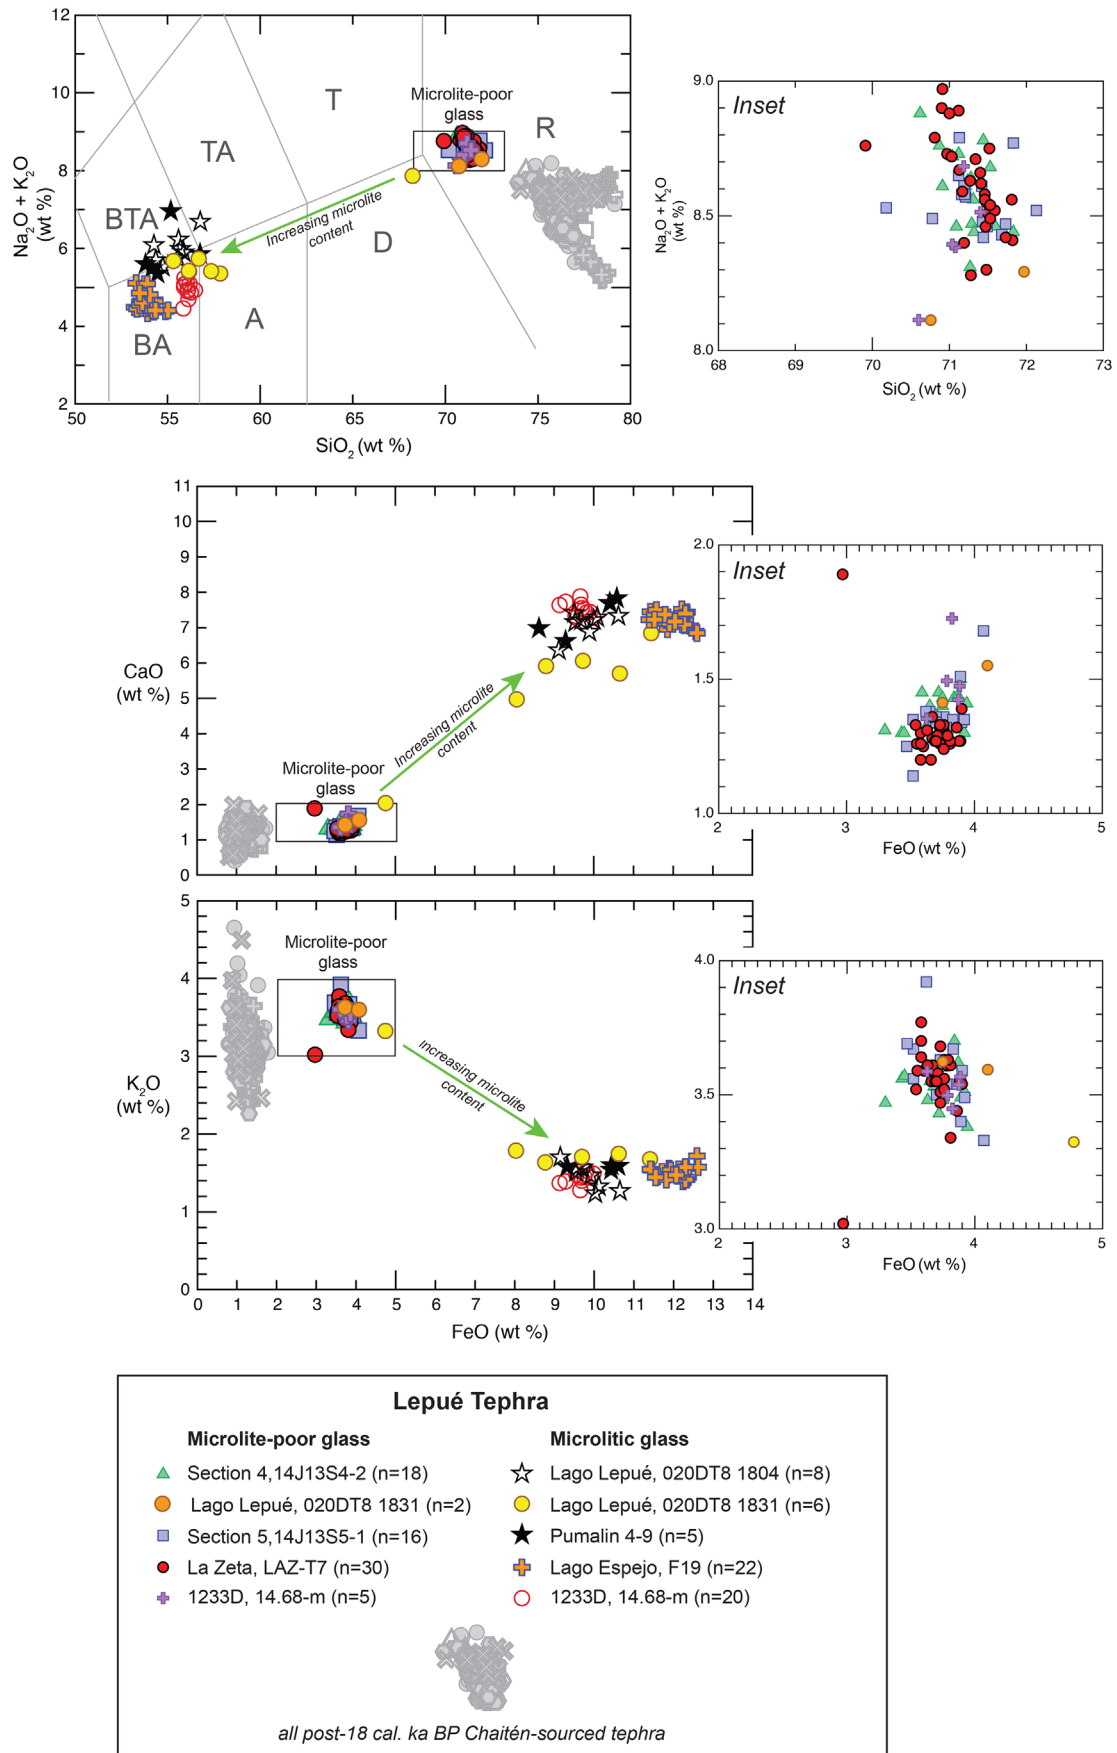 12
10
8
6
4
2
Na2O + K2O
(wt %)
50
55
60
65
70
75
80
SiO2 (wt %)
T
TA
BTA
BA
A
D
R
Microlite-poor
glass
Increasing microlite
content
Inset
9.0
8.5
8.0
Na2O + K2O
(wt %)
68
69
70
71
72
73
SiO2 (wt %)
11
10
9
8
7
6
5
4
3
2
1
0
CaO
(wt %)
Microlite-poor
glass
Increasing microlite
content
Inset
2.0
1.5
1.0
2
3
4
5
FeO (wt %)
5
4
3
2
1
0
K2O
(wt %)
Microlite-poor
glass
increasing microlite
content
0
1
2
3
4
5
6
7
8
9
10
11
12
13
14
FeO (wt %)
Inset
4.0
3.5
3.0
2
3
4
5
FeO (wt %)
Lepué Tephra
Microlite-poor glass
Section 4,14J13S4-2 (n=18)
Lago Lepué, 020DT8 1831 (n=2)
Section 5,14J13S5-1 (n=16)
La Zeta, LAZ-T7 (n=30)
1233D, 14.68-m (n=5)
Microlitic glass
Lago Lepué, 020DT8 1804 (n=8)
Lago Lepué, 020DT8 1831 (n=6)
Pumalin 4-9 (n=5)
Lago Espejo, F19 (n=22)
1233D, 14.68-m (n=20)
all post-18 cal. ka BP Chaitén-sourced tephra